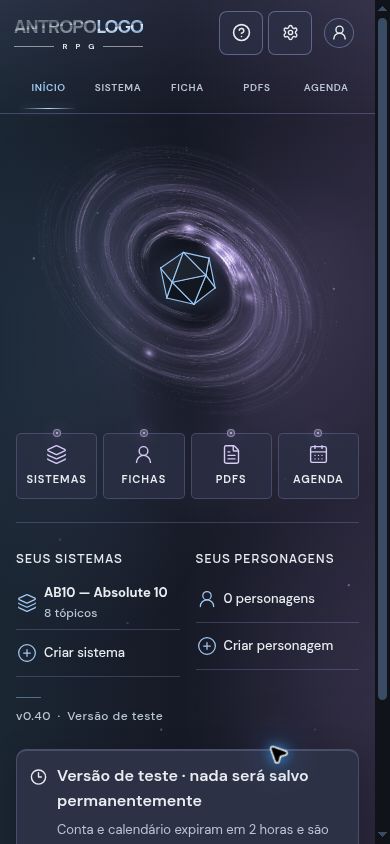 ANTROPOLOGO
RPG
INÍCIO SISTEMA FICHA PDFS AGENDA
SISTEMAS FICHAS PDFS AGENDA
SEUS SISTEMAS
AB10 — Absolute 10
8 tópicos
Criar sistema
SEUS PERSONAGENS
0 personagens
Criar personagem
v0.40 · Versão de teste
Versão de teste · nada será salvo
permanentemente
Conta e calendário expiram em 2 horas e são